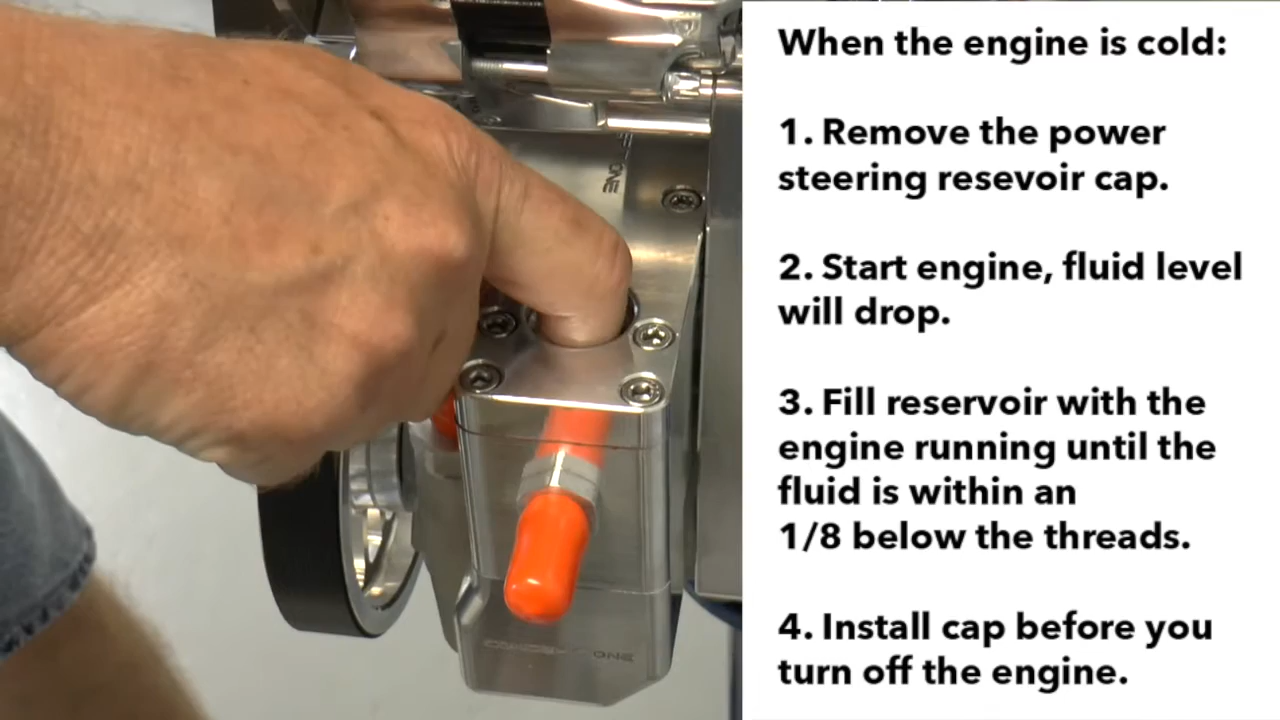 When the engine is cold:
1. Remove the power
steering resevoir cap.
2. Start engine, fluid level
will drop.
3. Fill reservoir with the
engine running until the
fluid is within an
1/8 below the threads.
4. Install cap before you
turn off the engine.
ONE
ONE